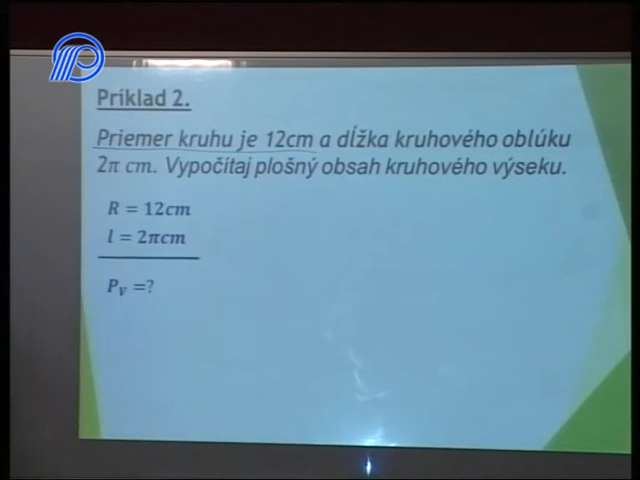 Príklad 2.
Priemer kruhu je 12cm a dĺžka kruhového oblúku
2π cm. Vypočítaj plošný obsah kruhového výseku.
R = 12cm
l = 2πcm
P_V =?